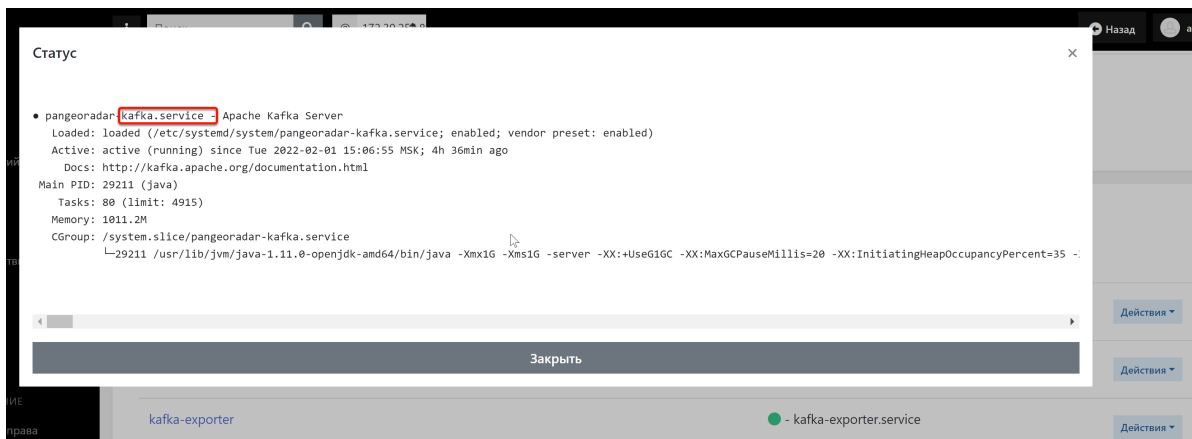 Назад
Статус
×
● pangeoradar-kafka.service - Apache Kafka Server
Loaded: loaded (/etc/systemd/system/pangeoradar-kafka.service; enabled; vendor preset: enabled)
Active: active (running) since Tue 2022-02-01 15:06:55 MSK; 4h 36min ago
Docs: http://kafka.apache.org/documentation.html
Main PID: 29211 (java)
Tasks: 80 (limit: 4915)
Memory: 1011.2M
CGroup: /system.slice/pangeoradar-kafka.service
└─29211 /usr/lib/jvm/java-1.11.0-openjdk-amd64/bin/java -Xmx1G -Xms1G -server -XX:+UseG1GC -XX:MaxGCPauseMillis=20 -XX:InitiatingHeapOccupancyPercent=35 -
Действия
Закрыть
Действия
kafka-exporter
- kafka-exporter.service
Действия